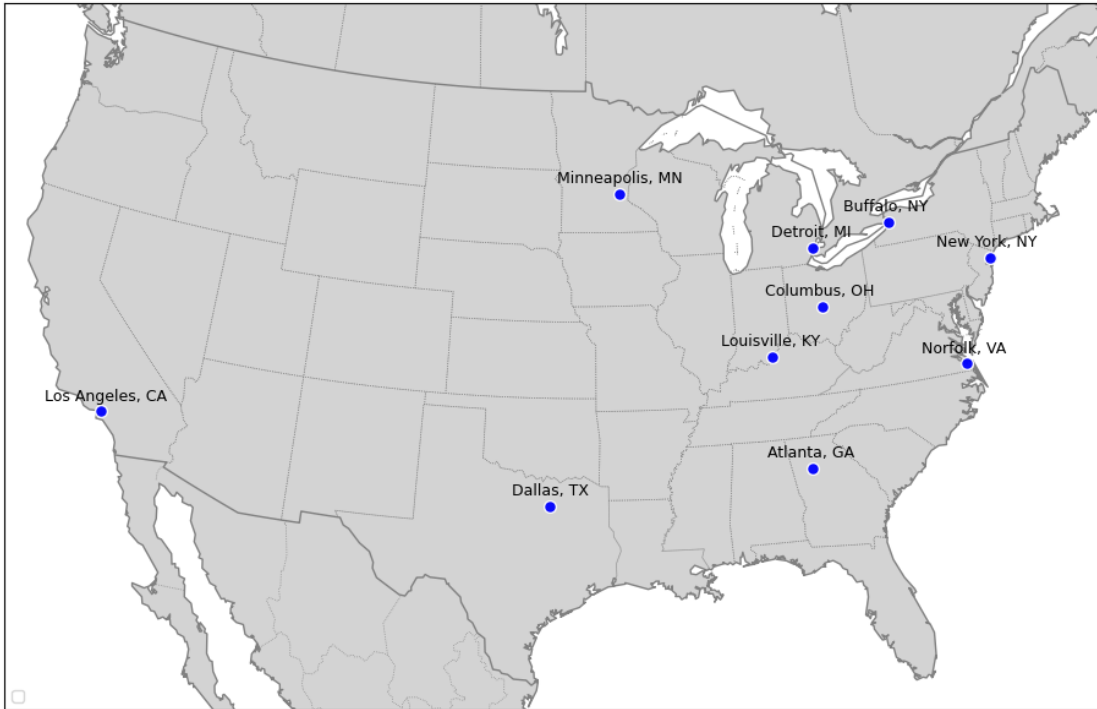 Minneapolis, MN
Buffalo, NY
Detroit, MI
New York, NY
Columbus, OH
Louisville, KY
Norfolk, VA
Los Angeles, CA
Atlanta, GA
Dallas, TX